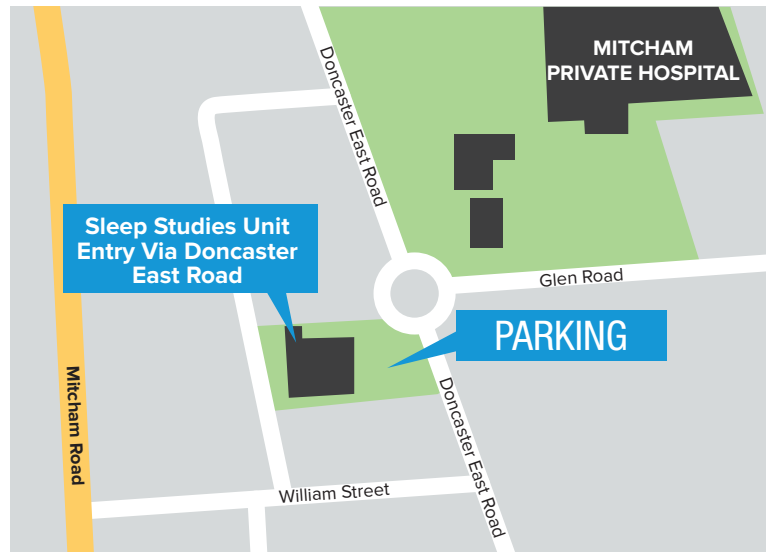 MITCHAM
PRIVATE HOSPITAL
Doncaster East Road
Sleep Studies Unit
Entry Via Doncaster
East Road
Glen Road
PARKING
Mitcham Road
Doncaster East Road
William Street